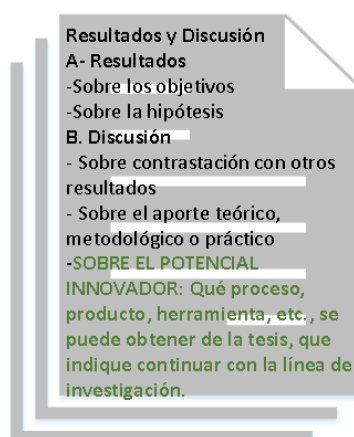 Resultados y Discusión
A- Resultados
-Sobre los objetivos
-Sobre la hipótesis
B. Discusión
- Sobre contrastación con otros
resultados
- Sobre el aporte teórico,
metodológico o práctico
-SOBRE EL POTENCIAL
INNOVADOR: Qué proceso,
producto, herramienta, etc., se
puede obtener de la tesis, que
indique continuar con la línea de
investigación.